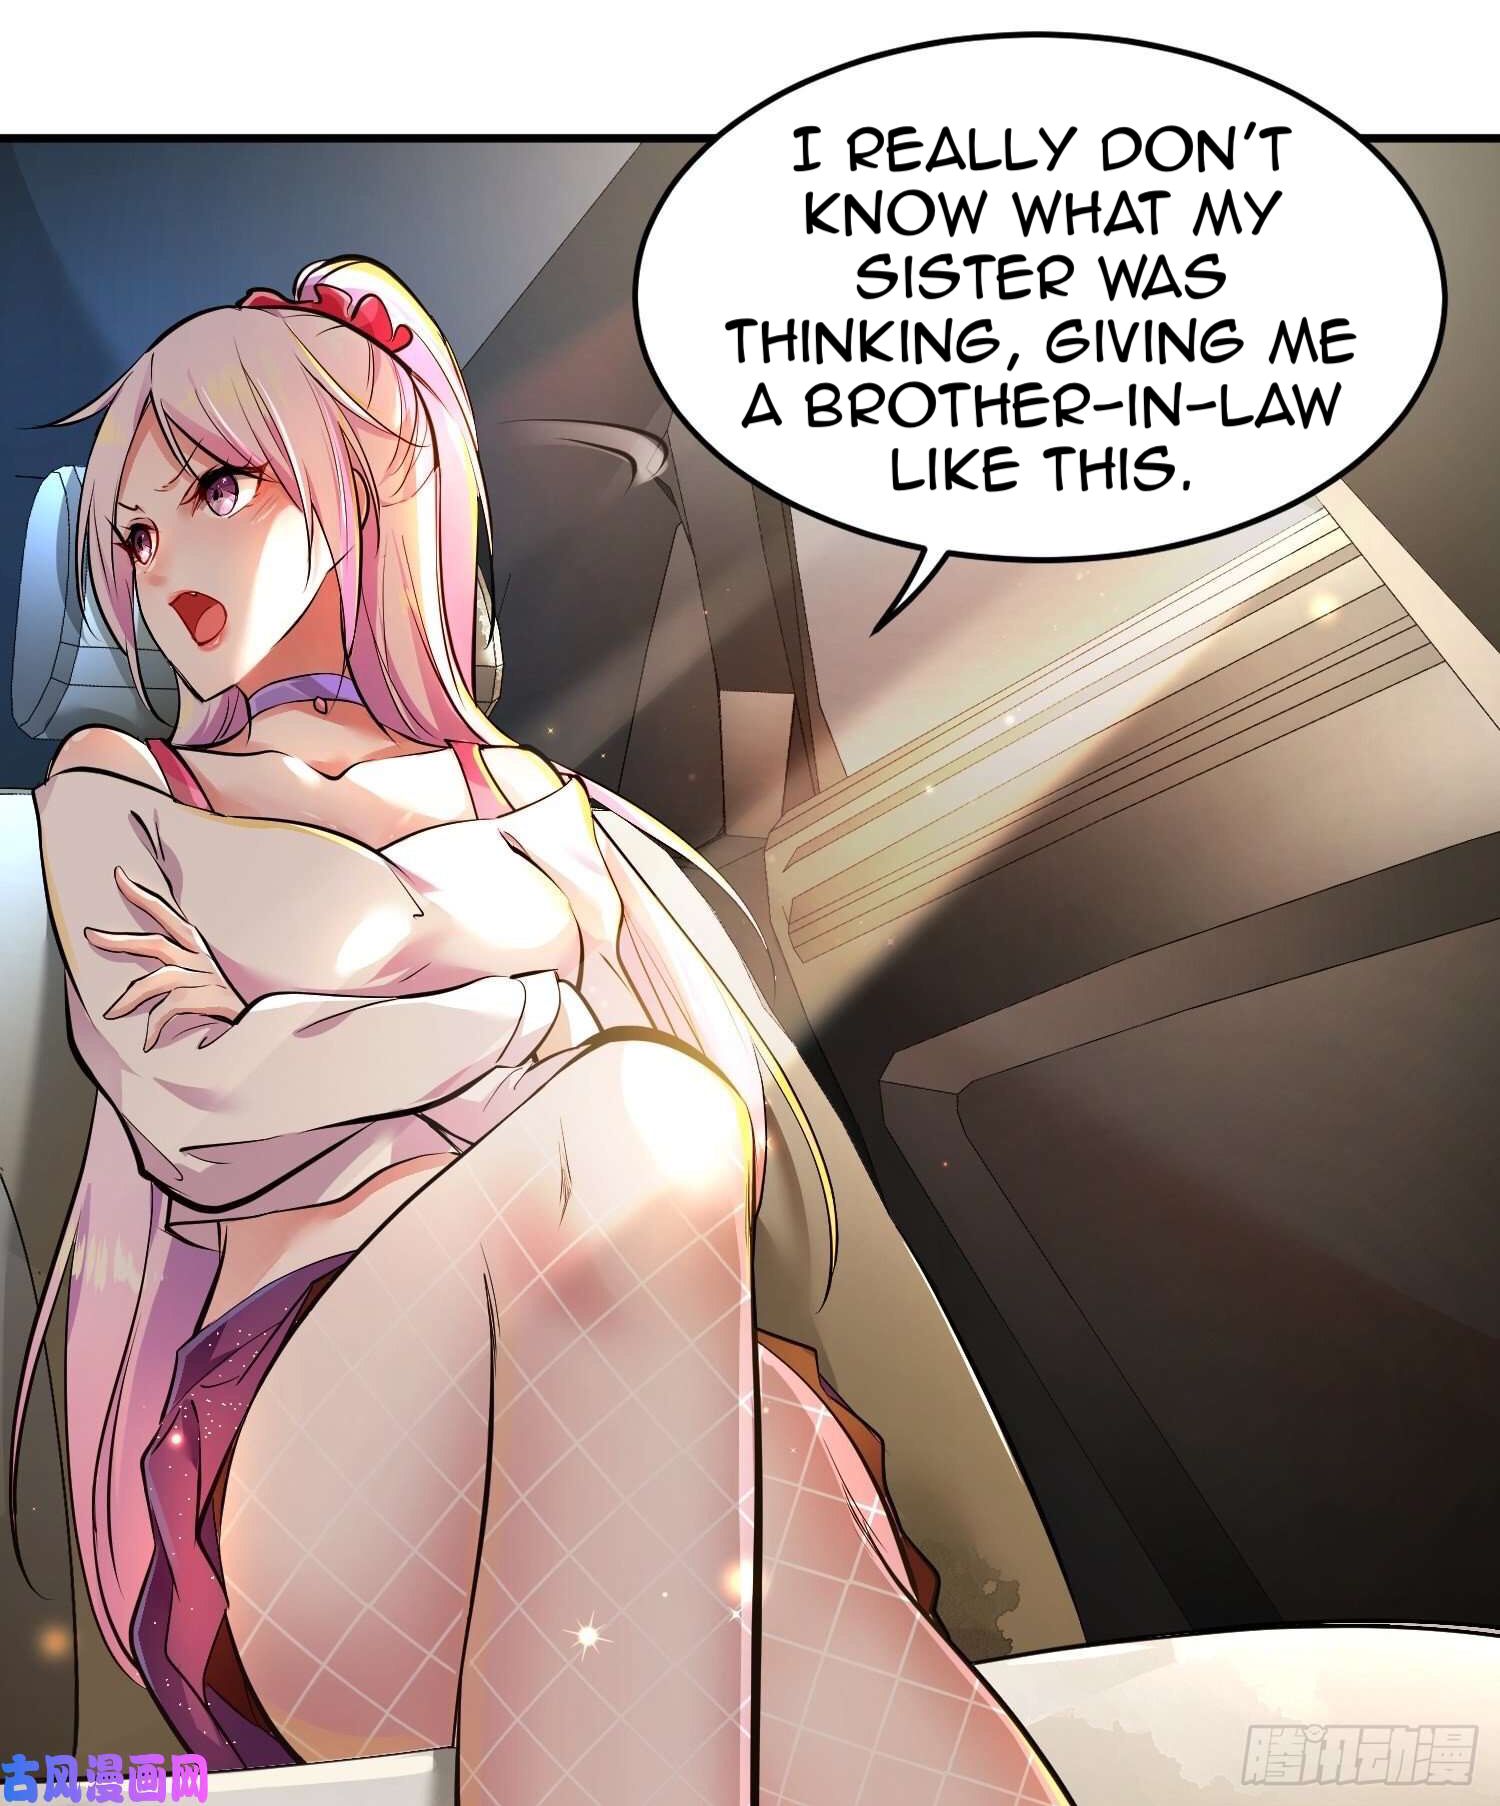 I REALLY DON'T
KNOW WHAT MY
SISTER WAS
THINKING, GIVING ME
A BROTHER-IN-LAW
LIKE THIS.
古风漫画网
腾讯动漫